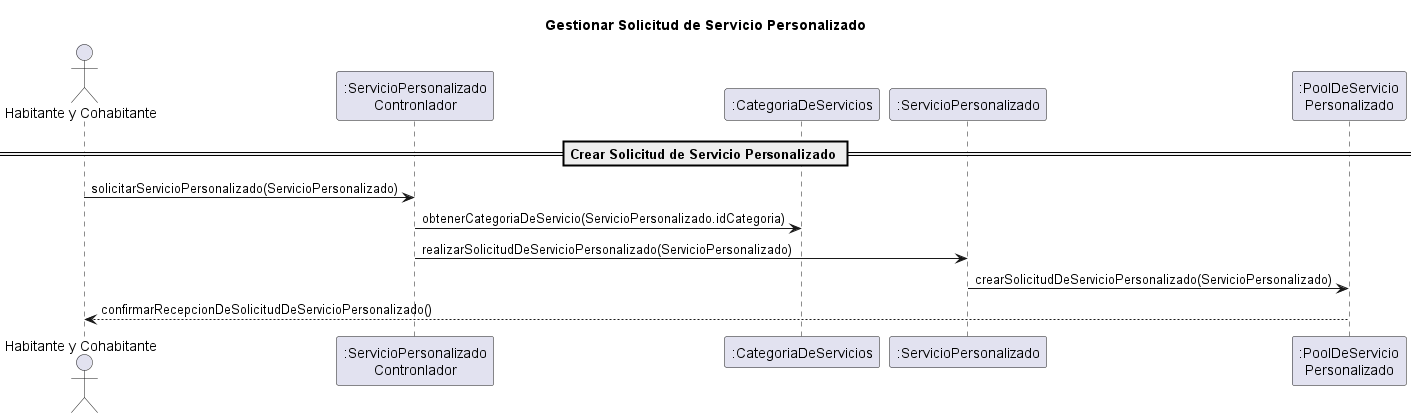 Gestionar Solicitud de Servicio Personalizado
Habitante y Cohabitante
:ServicioPersonalizado
Contronlador
:CategoriaDeServicios
:ServicioPersonalizado
:PoolDeServicio
Personalizado
Crear Solicitud de Servicio Personalizado
solicitarServicioPersonalizado(ServicioPersonalizado)
obtenerCategoriaDeServicio(ServicioPersonalizado.idCategoria)
realizarSolicitudDeServicioPersonalizado(ServicioPersonalizado)
crearSolicitudDeServicioPersonalizado(ServicioPersonalizado)
confirmarRecepcionDeSolicitudDeServicioPersonalizado()
Habitante y Cohabitante
:ServicioPersonalizado
Contronlador
:CategoriaDeServicios
:ServicioPersonalizado
:PoolDeServicio
Personalizado